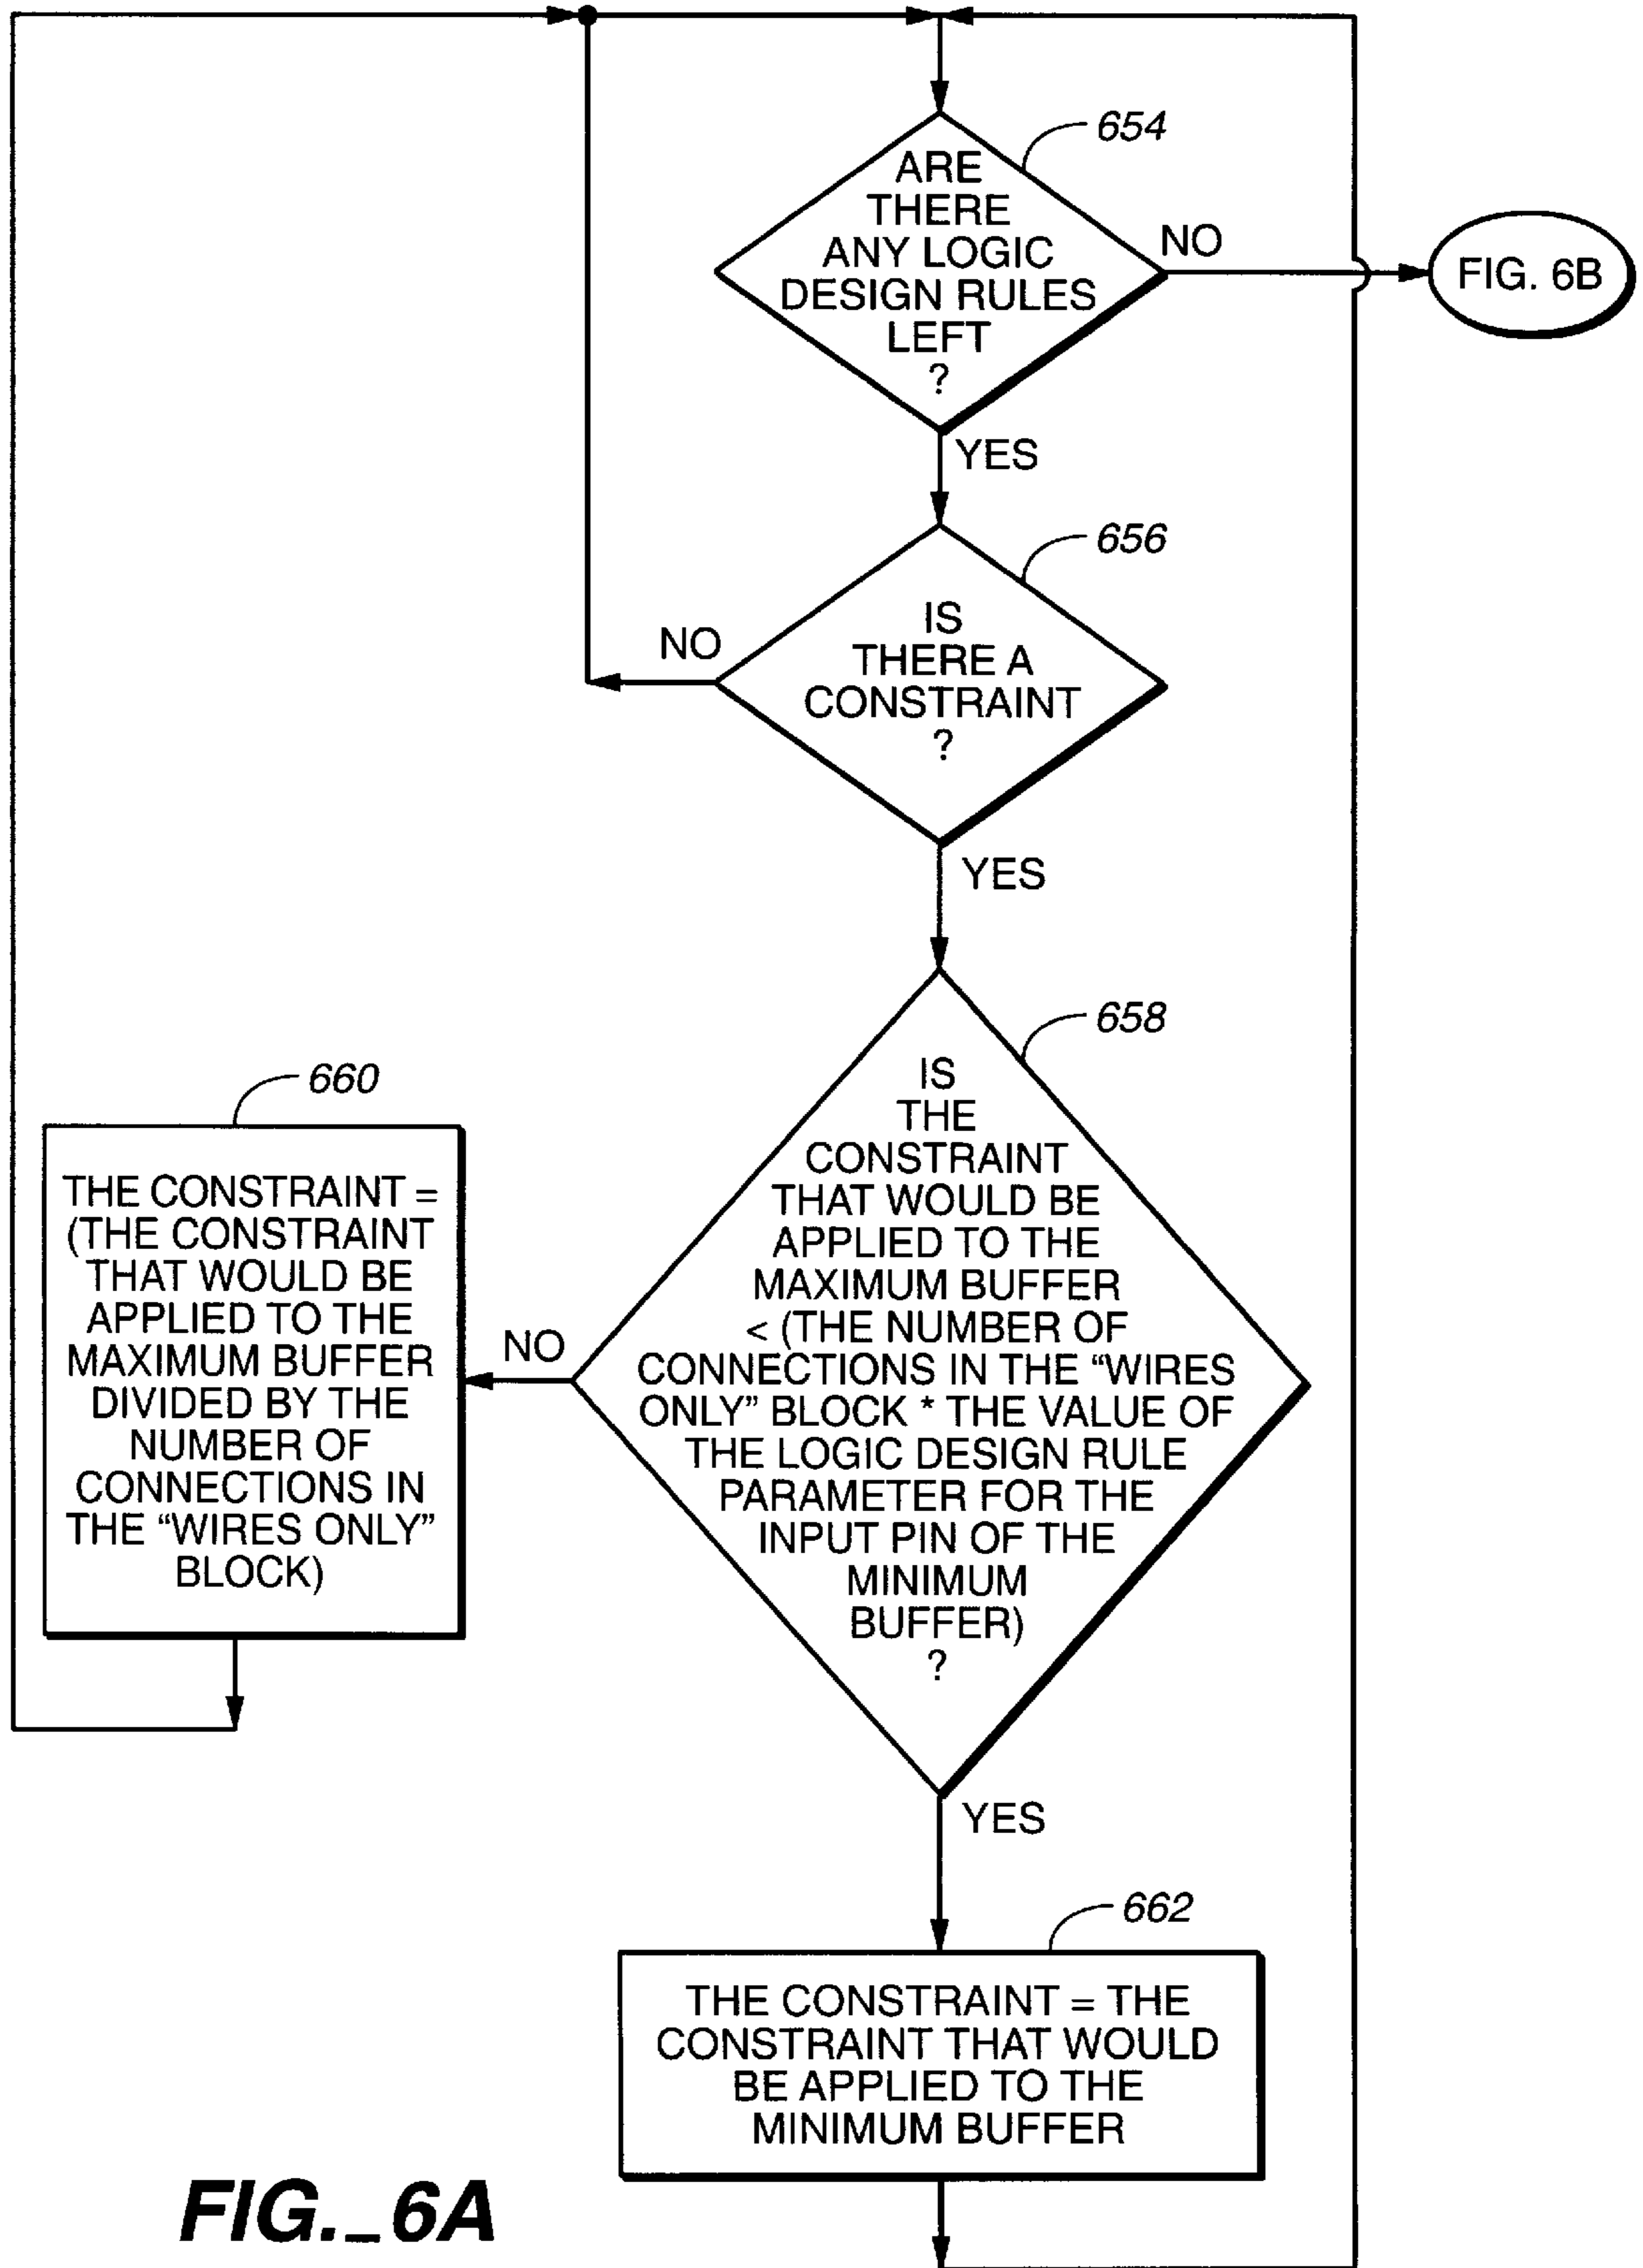 654
ARE
THERE
ANY LOGIC
DESIGN RULES
LEFT
?
NO
FIG. 6B
YES
656
IS
THERE A
CONSTRAINT
?
NO
YES
658
IS
THE
CONSTRAINT
THAT WOULD BE
APPLIED TO THE
MAXIMUM BUFFER
< (THE NUMBER OF
CONNECTIONS IN THE “WIRES
ONLY” BLOCK * THE VALUE OF
THE LOGIC DESIGN RULE
PARAMETER FOR THE
INPUT PIN OF THE
MINIMUM
BUFFER)
?
NO
660
THE CONSTRAINT =
(THE CONSTRAINT
THAT WOULD BE
APPLIED TO THE
MAXIMUM BUFFER
DIVIDED BY THE
NUMBER OF
CONNECTIONS IN
THE “WIRES ONLY”
BLOCK)
YES
662
THE CONSTRAINT = THE
CONSTRAINT THAT WOULD
BE APPLIED TO THE
MINIMUM BUFFER
FIG._6A